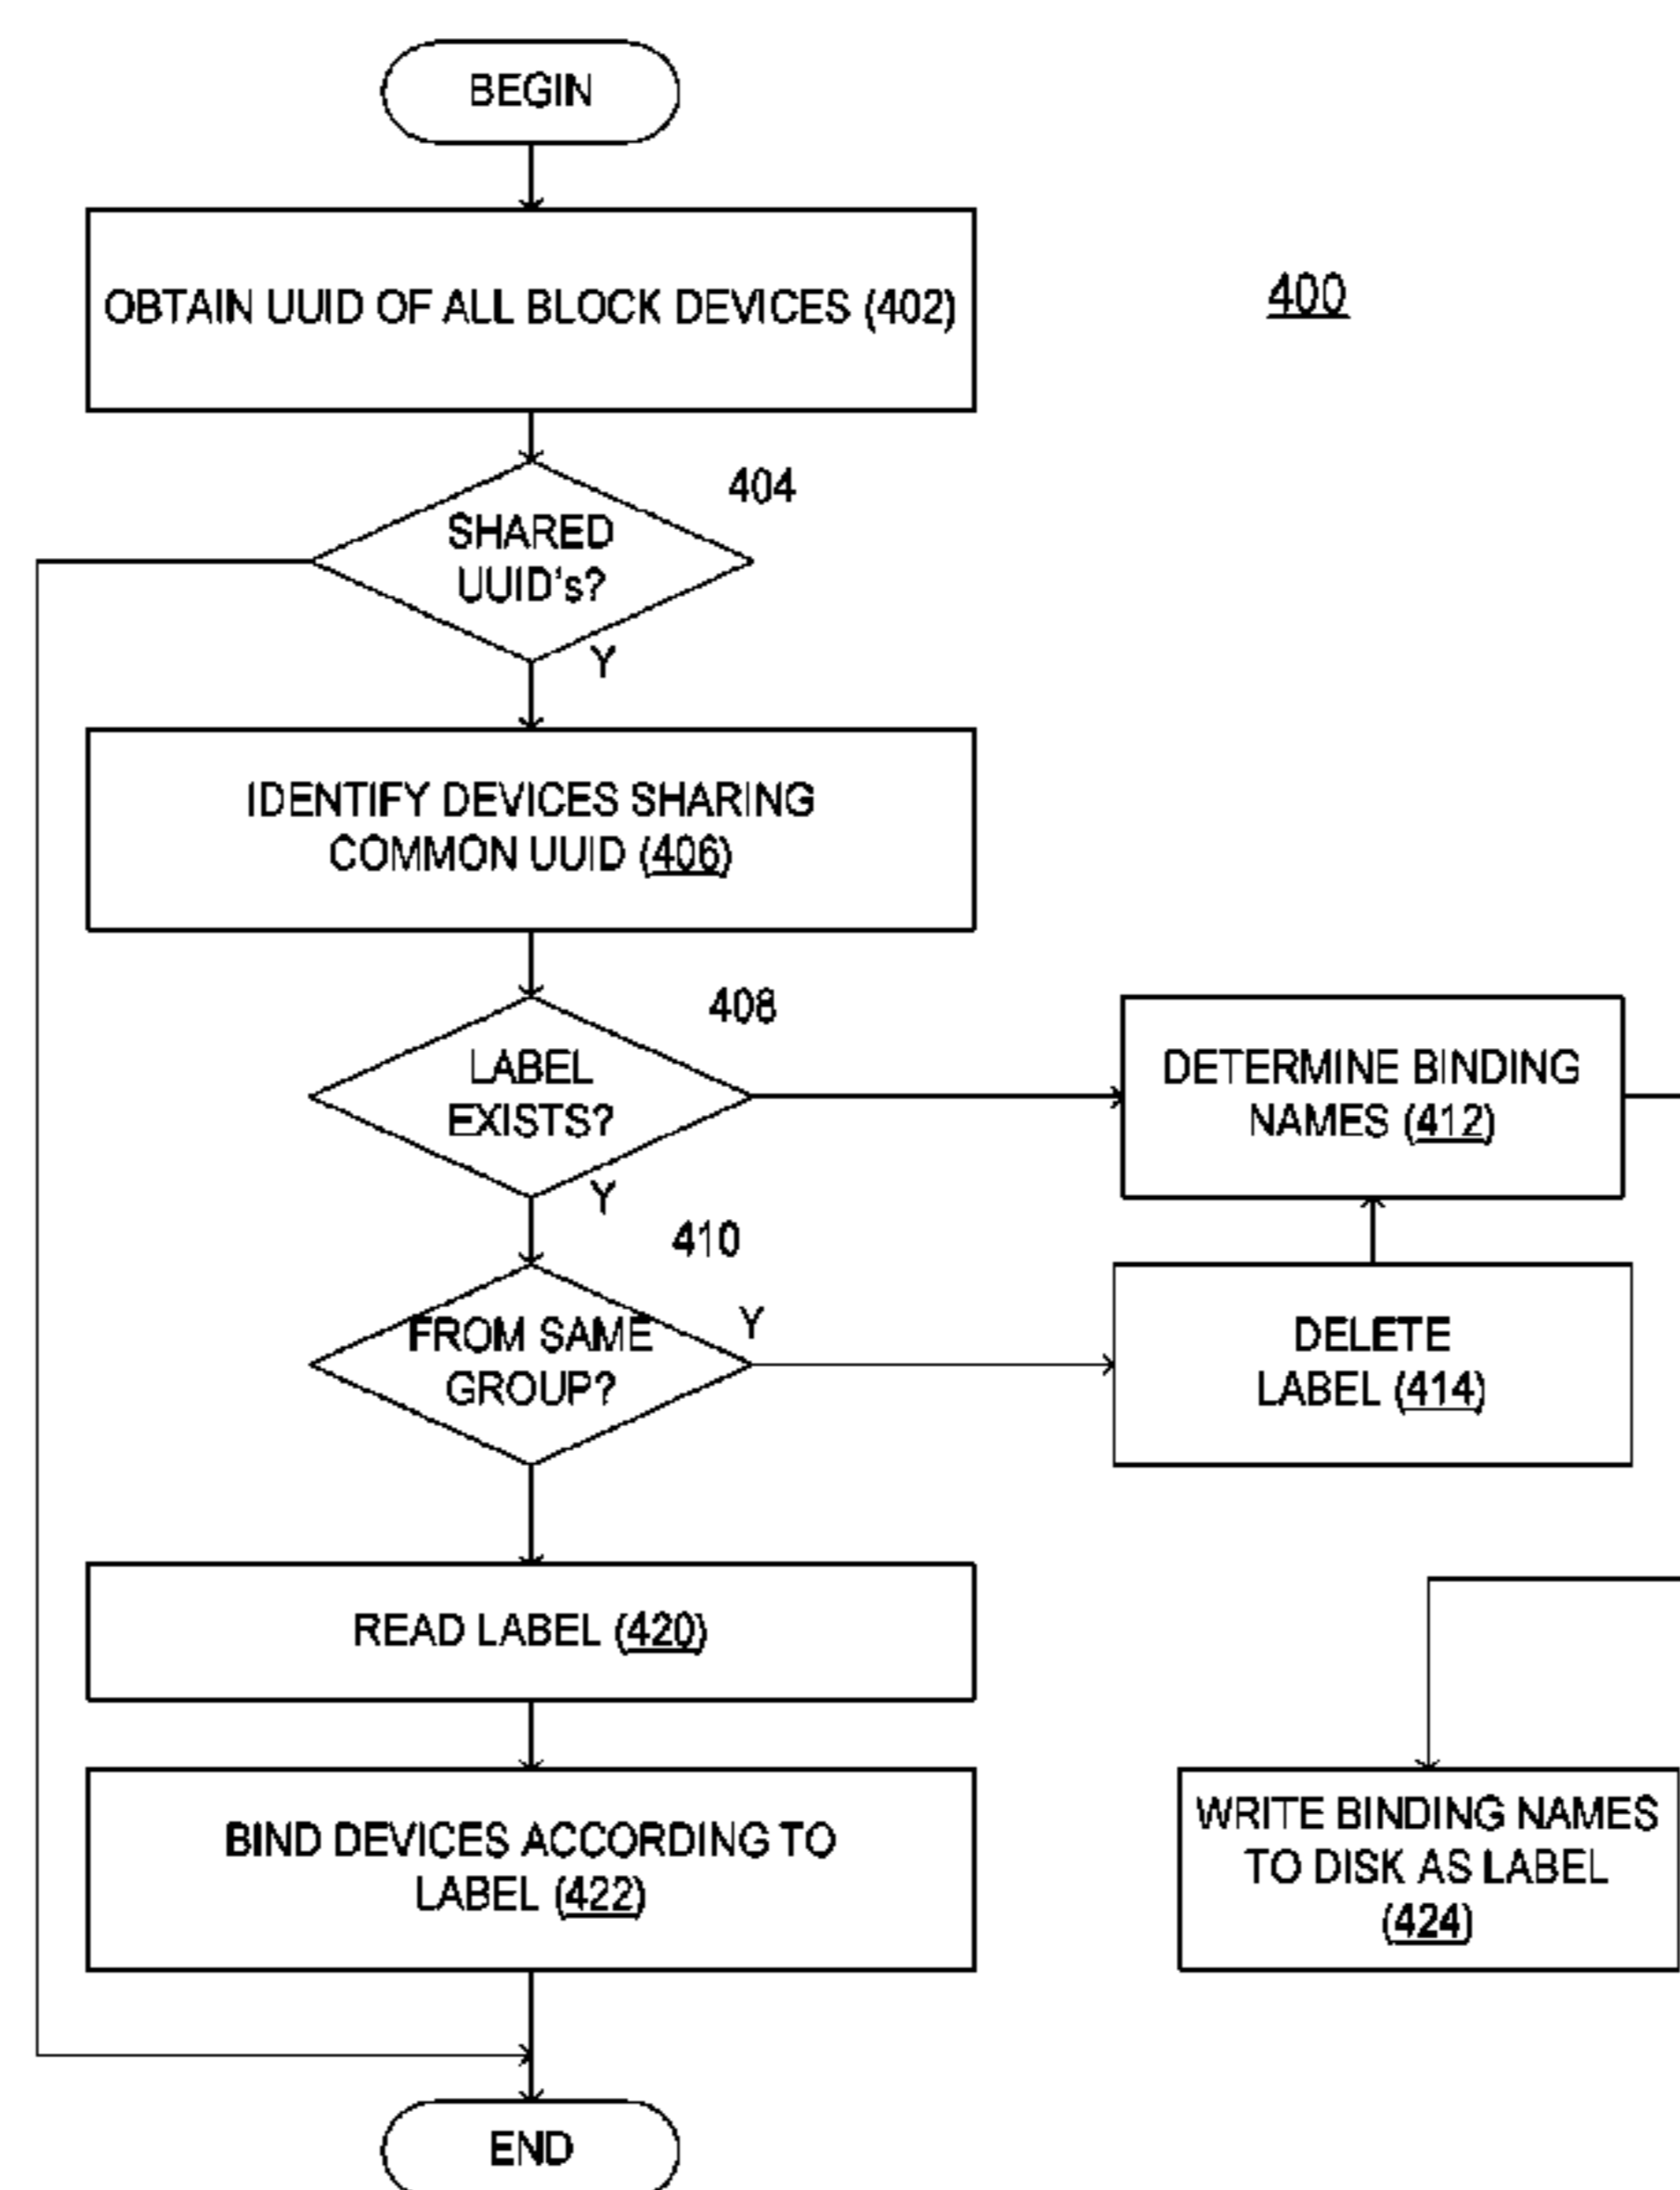 BEGIN
OBTAIN UUID OF ALL BLOCK DEVICES (402)
400
404
SHARED
UUID's?
Y
IDENTIFY DEVICES SHARING
COMMON UUID (406)
408
LABEL
EXISTS?
Y
DETERMINE BINDING
NAMES (412)
410
FROM SAME
GROUP?
Y
DELETE
LABEL (414)
READ LABEL (420)
BIND DEVICES ACCORDING TO
LABEL (422)
WRITE BINDING NAMES
TO DISK AS LABEL
(424)
END